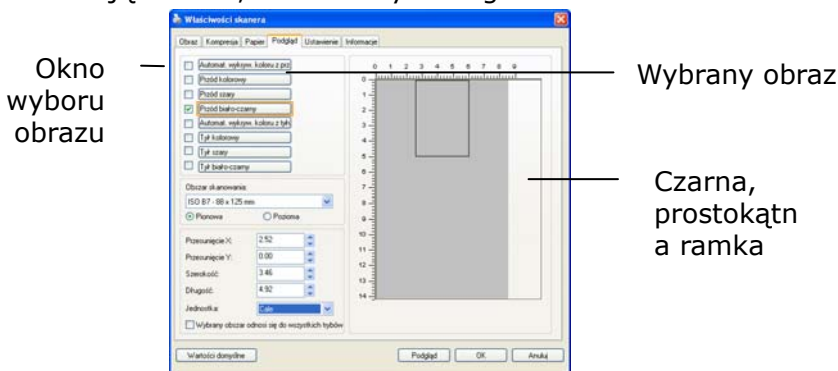 Właściwości skanera
Obraz Kompresja Papier Podgląd Ustawienie Informacje
Okno
wyboru
obrazu
Automat. wykryw. koloru z prz
Przód kolorowy
Przód szary
Przód biało-czarny
Automat. wykryw. koloru z tyłu
Tył kolorowy
Tył szary
Tył biało-czarny
Obszar skanowania:
ISO B7 - 88 x 125 mm
Pionowa Pozioma
Przesunięcie X: 2.52
Przesunięcie Y: 0.00
Szerokość: 3.46
Długość: 4.92
Jednostka: Cale
Wybrany obszar odnosi się do wszystkich trybów
0 1 2 3 4 5 6 7 8 9
0
1
2
3
4
5
6
7
8
9
10
11
12
13
14
Wybrany obraz
Czarna,
prostokątn
a ramka
Wartości domyślne Podgląd OK Anuluj